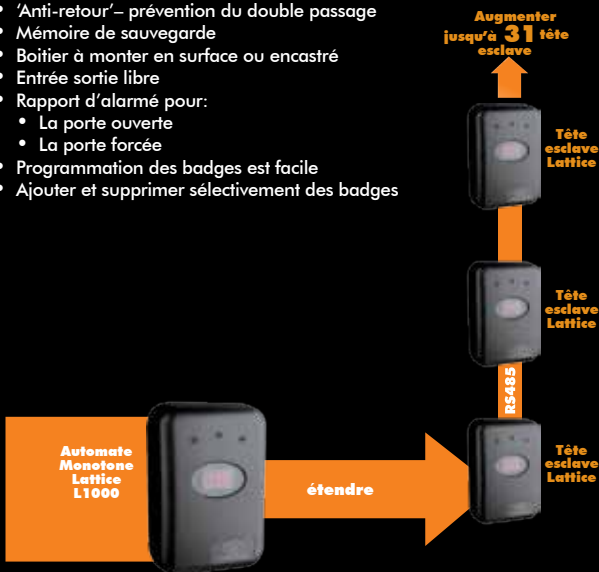 • ‘Anti-retour’– prévention du double passage
• Mémoire de sauvegarde
• Boitier à monter en surface ou encastré
• Entrée sortie libre
• Rapport d’alarmé pour:
• La porte ouverte
• La porte forcée
• Programmation des badges est facile
• Ajouter et supprimer sélectivement des badges
Augmenter
jusqu’à 31 tête
esclave
Tête
esclave
Lattice
Tête
esclave
Lattice
RS485
Tête
esclave
Lattice
Automate
Monotone
Lattice
L1000
étendre